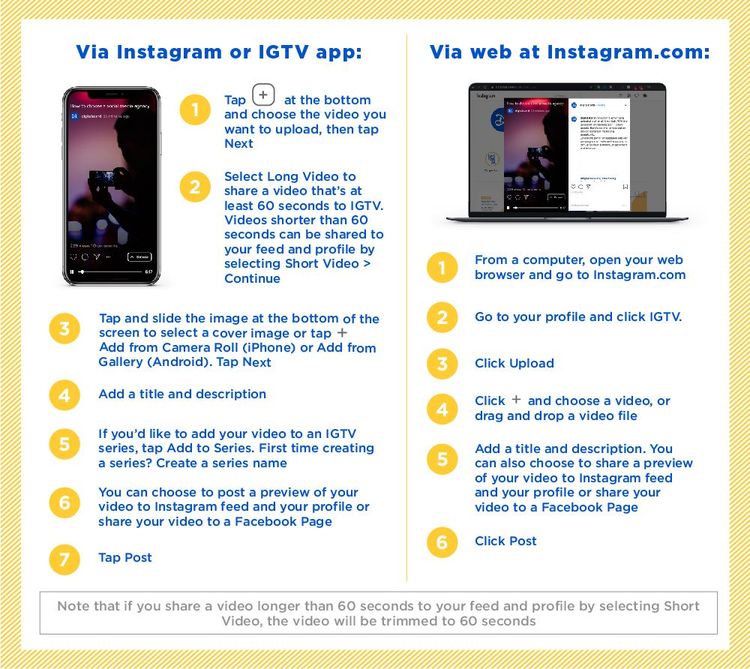 Via Instagram or IGTV app:
How to choose a social media agency
1
Tap + at the bottom
and choose the video you
want to upload, then tap
Next
2
Select Long Video to
share a video that's at
least 60 seconds to IGTV.
Videos shorter than 60
seconds can be shared to
your feed and profile by
selecting Short Video >
Continue
3
Tap and slide the image at the bottom of the
screen to select a cover image or tap +
Add from Camera Roll (iPhone) or Add from
Gallery (Android). Tap Next
4
Add a title and description
5
If you'd like to add your video to an IGTV
series, tap Add to Series. First time creating
a series? Create a series name
6
You can choose to post a preview of your
video to Instagram feed and your profile or
share your video to a Facebook Page
7
Tap Post
Via web at Instagram.com:
1
From a computer, open your web
browser and go to Instagram.com
2
Go to your profile and click IGTV.
3
Click Upload
4
Click + and choose a video, or
drag and drop a video file
5
Add a title and description. You
can also choose to share a preview
of your video to Instagram feed
and your profile or share your
video to a Facebook Page
6
Click Post
Note that if you share a video longer than 60 seconds to your feed and profile by selecting Short
Video, the video will be trimmed to 60 seconds